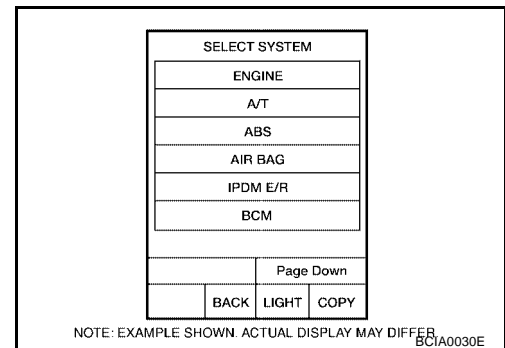 SELECT SYSTEM
ENGINE
A/T
ABS
AIR BAG
IPDM E/R
BCM
Page Down
BACK LIGHT COPY
NOTE: EXAMPLE SHOWN. ACTUAL DISPLAY MAY DIFFER.
BCIA0030E